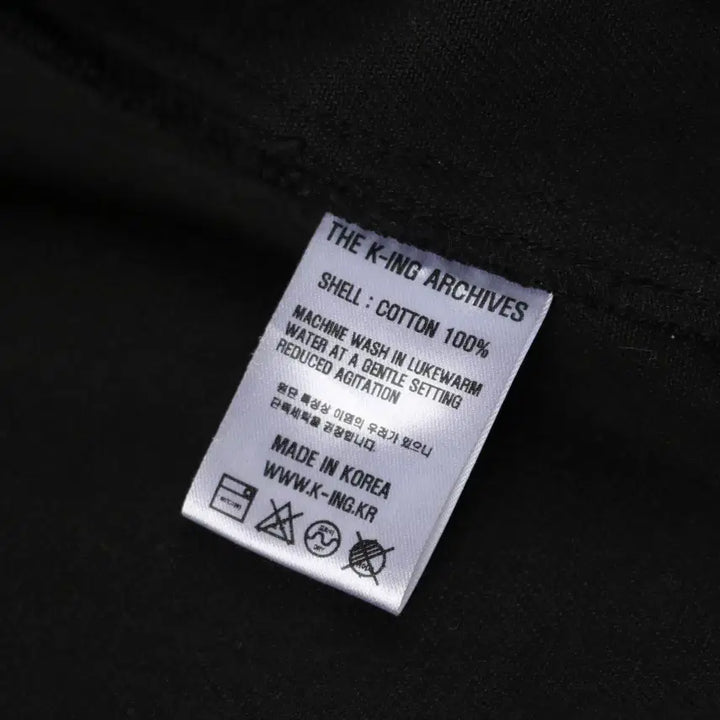 THE K-ING ARCHIVES
SHELL : COTTON 100%
MACHINE WASH IN LUKEWARM
WATER AT A GENTLE SETTING
REDUCED AGITATION
원단 특성상 이염의 우려가 있으니
단독세탁을 권장합니다.
MADE IN KOREA
WWW.K-ING.KR